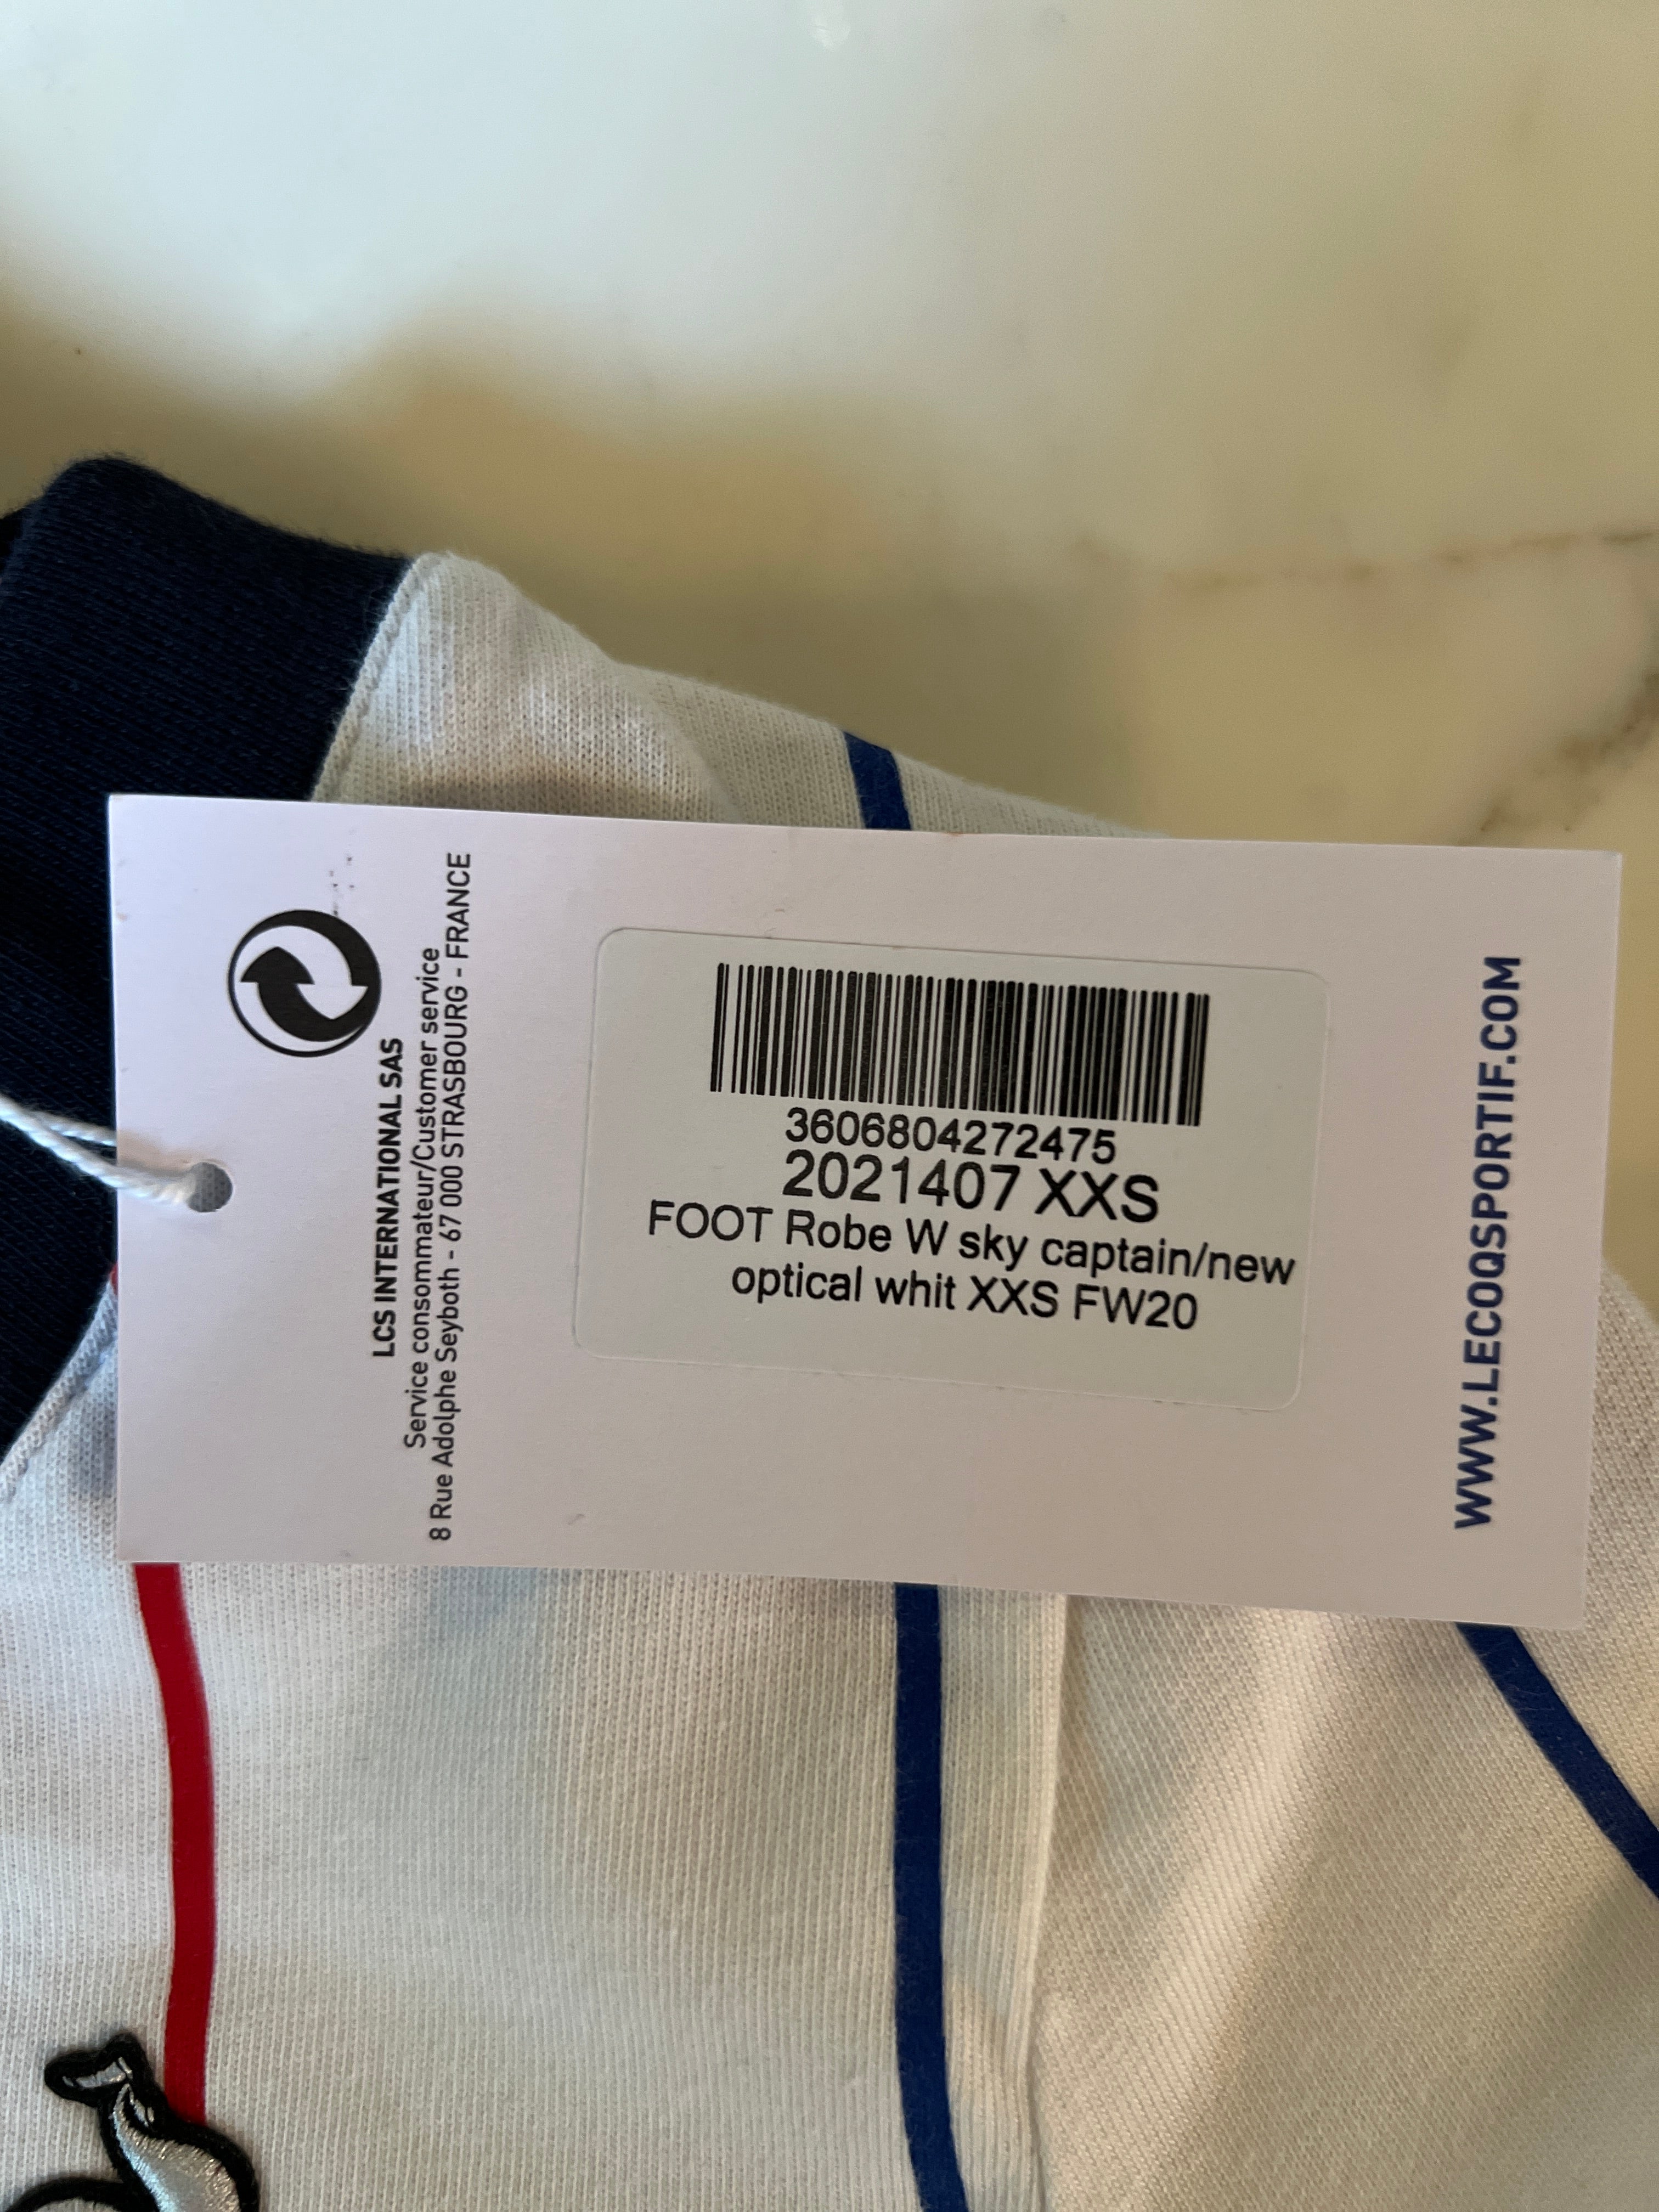 LCS INTERNATIONAL SAS
Service consommateur/Customer service
8 Rue Adolphe Seyboth - 67 000 STRASBOURG - FRANCE
3606804272475
2021407 XXS
FOOT Robe W sky captain/new
optical whit XXS FW20
WWW.LECOQSPORTIF.COM